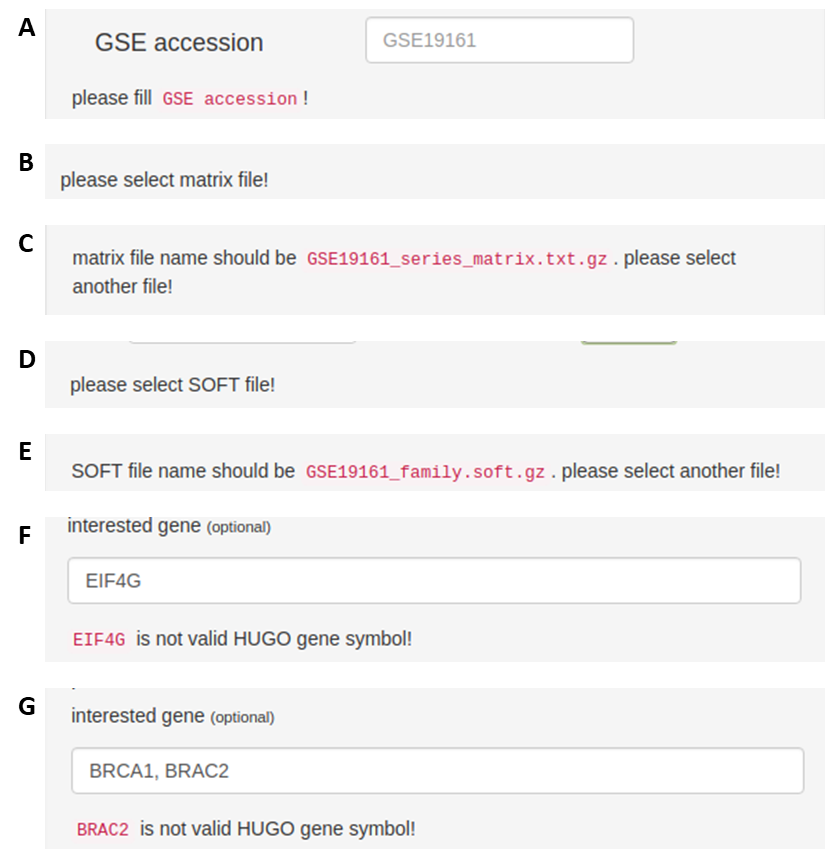 A
GSE accession GSE19161
please fill GSE accession !
B
please select matrix file!
C
matrix file name should be GSE19161_series_matrix.txt.gz . please select
another file!
D
please select SOFT file!
E
SOFT file name should be GSE19161_family.soft.gz . please select another file!
F
interested gene (optional)
EIF4G
EIF4G is not valid HUGO gene symbol!
G
interested gene (optional)
BRCA1, BRAC2
BRAC2 is not valid HUGO gene symbol!